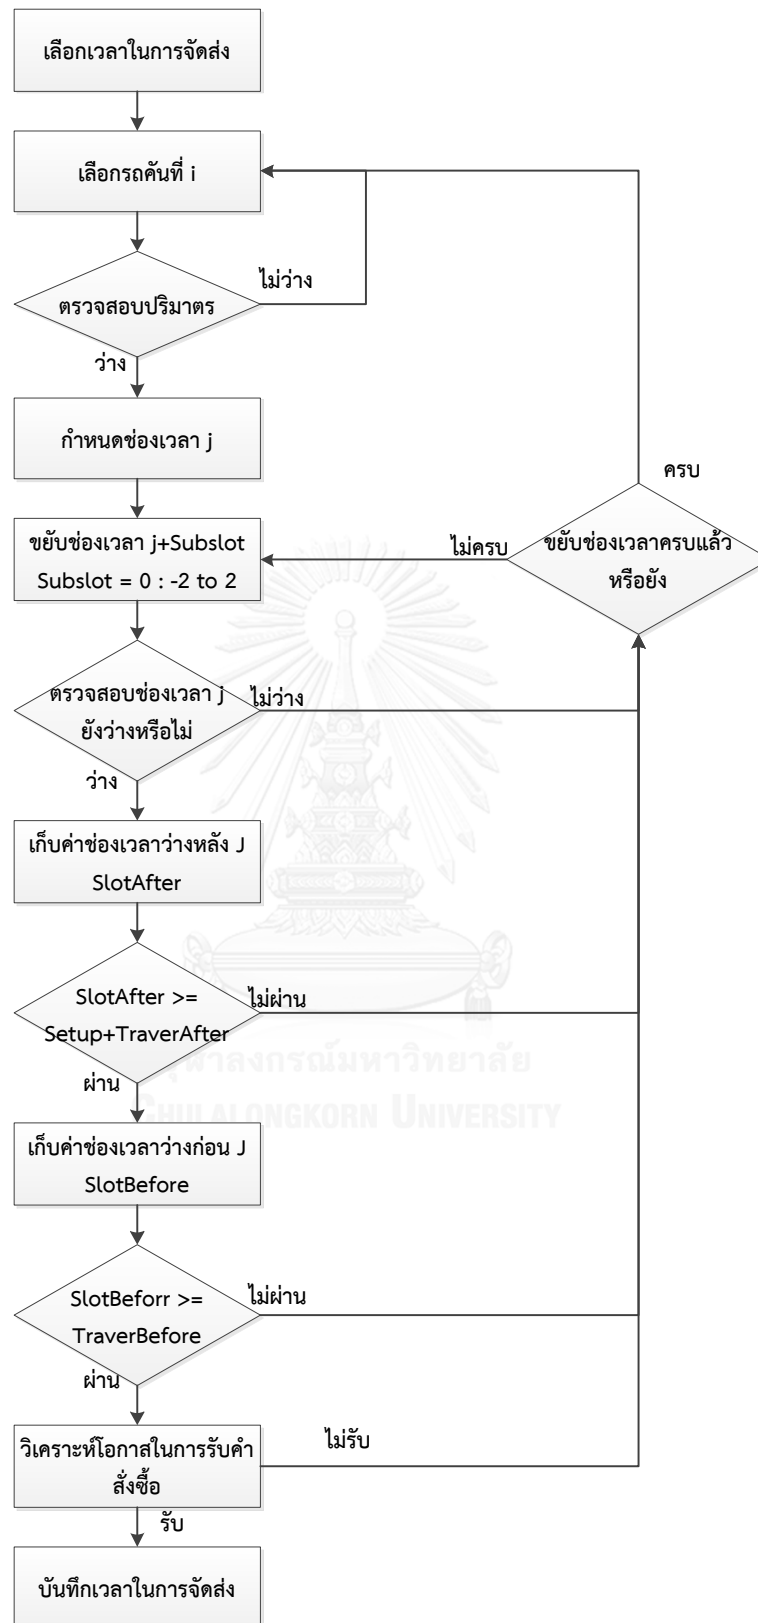 เลือกเวลาในการจัดส่ง
เลือกรถคันที่ i
ไม่ว่าง
ตรวจสอบปริมาตร
ว่าง
กำหนดช่องเวลา j
ครบ
ขยับช่องเวลา j+Subslot
Subslot = 0 : -2 to 2
ไม่ครบ
ขยับช่องเวลาครบแล้ว
หรือยัง
ตรวจสอบช่องเวลา j
ยังว่างหรือไม่
ไม่ว่าง
ว่าง
เก็บค่าช่องเวลาว่างหลัง J
SlotAfter
SlotAfter >=
Setup+TraverAfter
ไม่ผ่าน
จุฬาลงกรณ์มหาวิทยาลัย
ผ่าน
CHULALONGKORN UNIVERSITY
เก็บค่าช่องเวลาว่างก่อน J
SlotBefore
SlotBeforr >=
TraverBefore
ไม่ผ่าน
ผ่าน
วิเคราะห์โอกาสในการรับคำ
สั่งซื้อ
ไม่รับ
รับ
บันทึกเวลาในการจัดส่ง